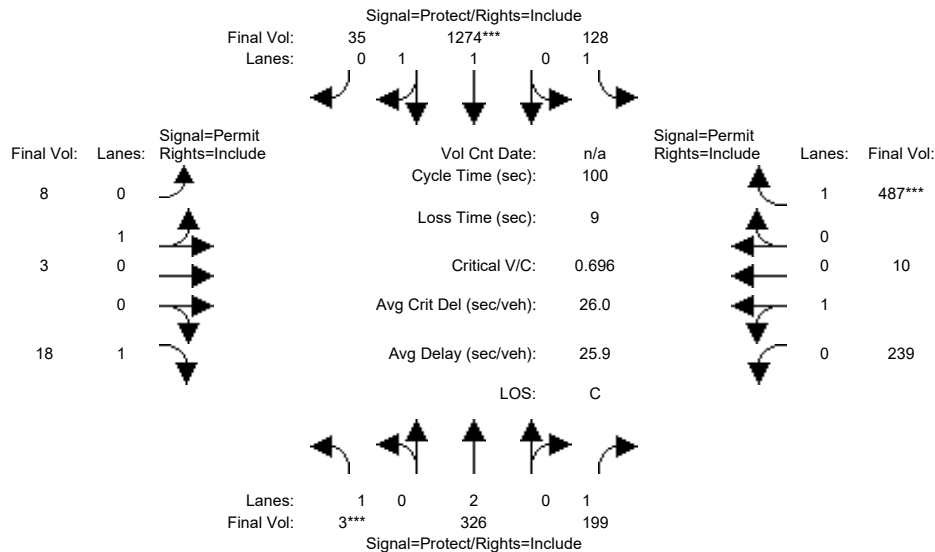 Signal=Protect/Rights=Include
Final Vol: 35 1274*** 128
Lanes: 0 1 1 0 1
Signal=Permit
Final Vol: Lanes: Rights=Include
Vol Cnt Date: n/a
Signal=Permit
Rights=Include Lanes: Final Vol:
Cycle Time (sec): 100
8 0
1 487***
Loss Time (sec): 9
1
0
3 0
Critical V/C: 0.696
0 10
0
Avg Crit Del (sec/veh): 26.0
1
18 1
Avg Delay (sec/veh): 25.9
0 239
LOS: C
Lanes: 1 0 2 0 1
Final Vol: 3*** 326 199
Signal=Protect/Rights=Include